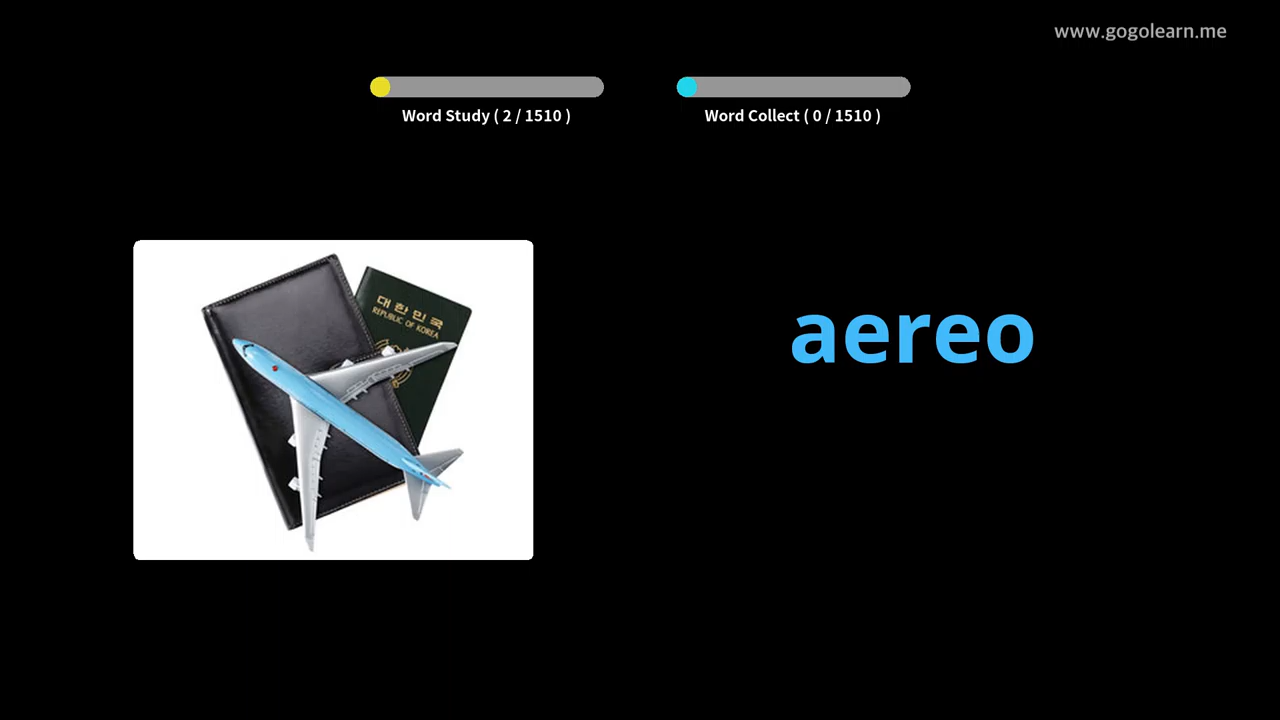 www.gogolearn.me
Word Study ( 2 / 1510 )
Word Collect ( 0 / 1510 )
대한민국
REPUBLIC OF KOREA
aereo